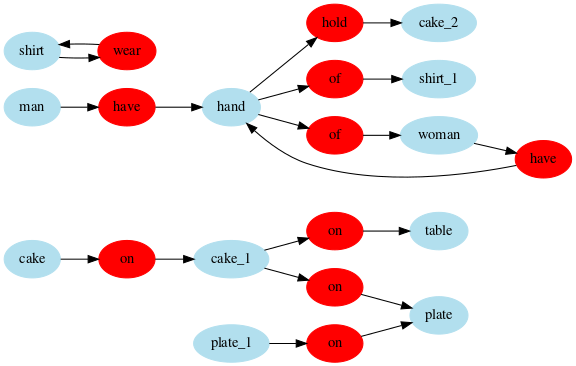 hold
cake_2
shirt
wear
of
shirt_1
man
have
hand
of
woman
have
cake
on
cake_1
on
table
on
plate
plate_1
on